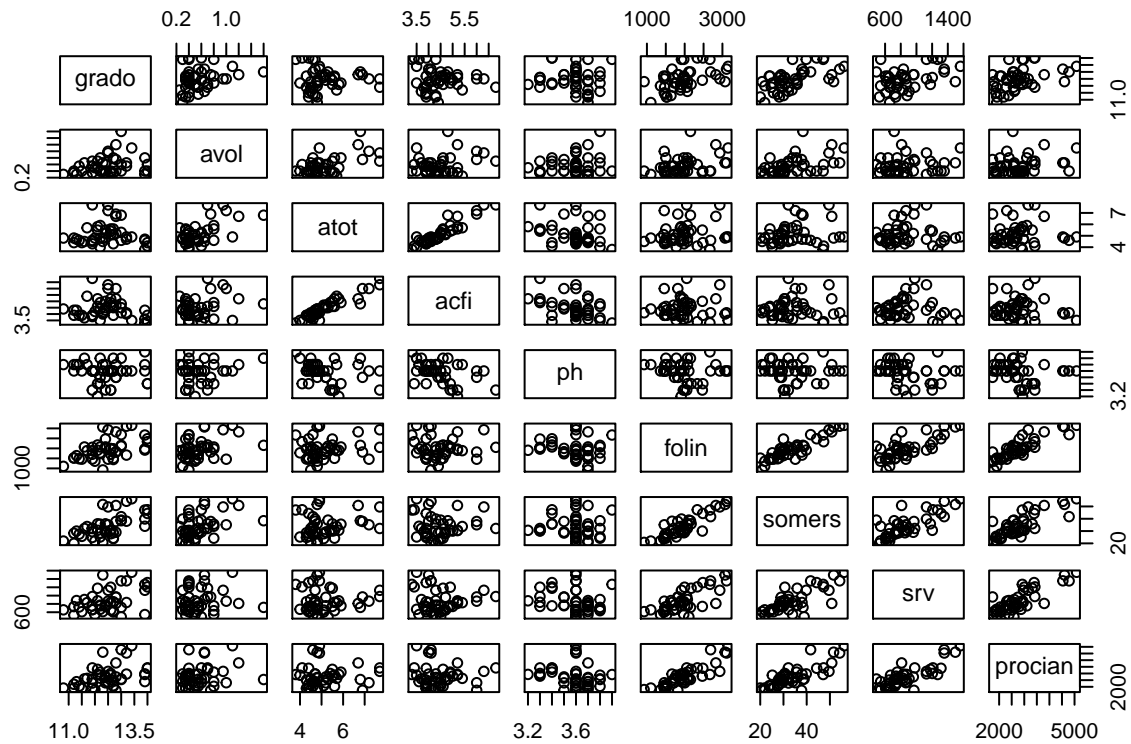 0.2 1.0 3.5 5.5 1000 3000 600 1400
grado 11.0
0.2 avol
atot 4 7
3.5 acfi
ph 3.2
1000 folin
somers 20
600 srv
procian 2000
11.0 13.5 4 6 3.2 3.6 20 40 2000 5000